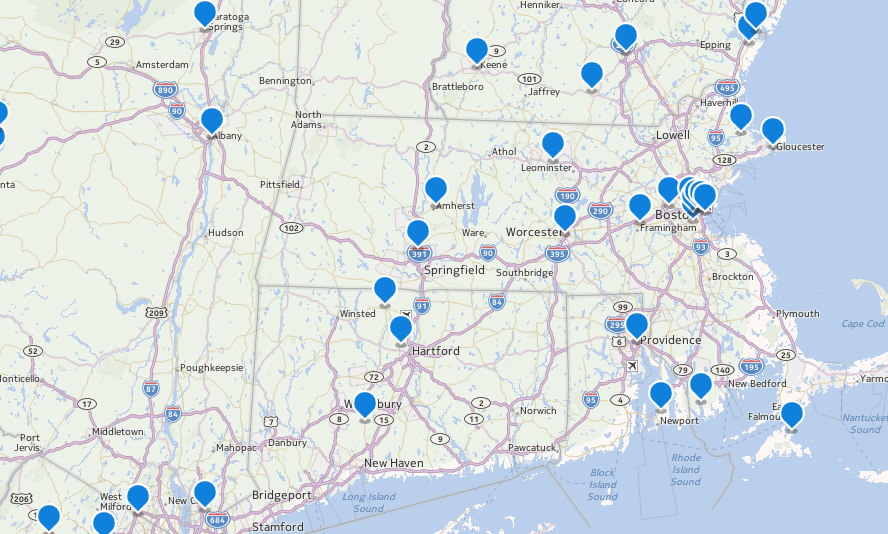 Henniker
Concord
Saratoga
Springs
29
Epping
5
Amsterdam
9
Keene
890
90
Bennington
101
Brattleboro
Jaffrey
495
Haverhill
North
Adams
Albany
Lowell
95
2
Athol
Gloucester
128
Leominster
Pittsfield
190
Amherst
290
Boston
102
Hudson
Ware
Worcester
Framingham
391
90
395
93
3
Springfield
Southbridge
Brockton
91
84
Winsted
209
99
Plymouth
295
6
Providence
Cape Cod
52
Hartford
25
Poughkeepsie
79
140
195
72
New Bedford
87
17
84
8
15
2
11
Norwich
95
4
Newport
Falmouth
Nantucket
Sound
Port
Jervis
Middletown
7
Danbury
9
Mahopac
Pawcatuck
New Haven
Rhode
Island
Sound
Block
Island
Sound
206
West
Milford
Bridgeport
Long Island
Sound
684
Stamford